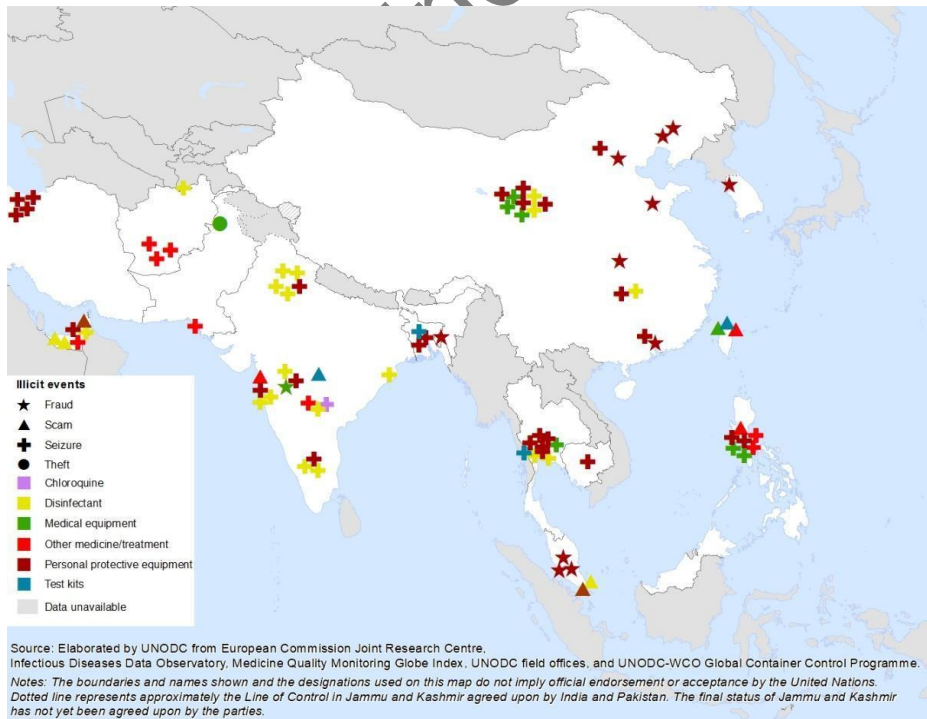 Illicit events
Fraud
Scam
Seizure
Theft
Chloroquine
Disinfectant
Medical equipment
Other medicine/treatment
Personal protective equipment
Test kits
Data unavailable
Source: Elaborated by UNODC from European Commission Joint Research Centre,
Infectious Diseases Data Observatory, Medicine Quality Monitoring Globe Index, UNODC field offices, and UNODC-WCO Global Container Control Programme.
Notes: The boundaries and names shown and the designations used on this map do not imply official endorsement or acceptance by the United Nations.
Dotted line represents approximately the Line of Control in Jammu and Kashmir agreed upon by India and Pakistan. The final status of Jammu and Kashmir
has not yet been agreed upon by the parties.